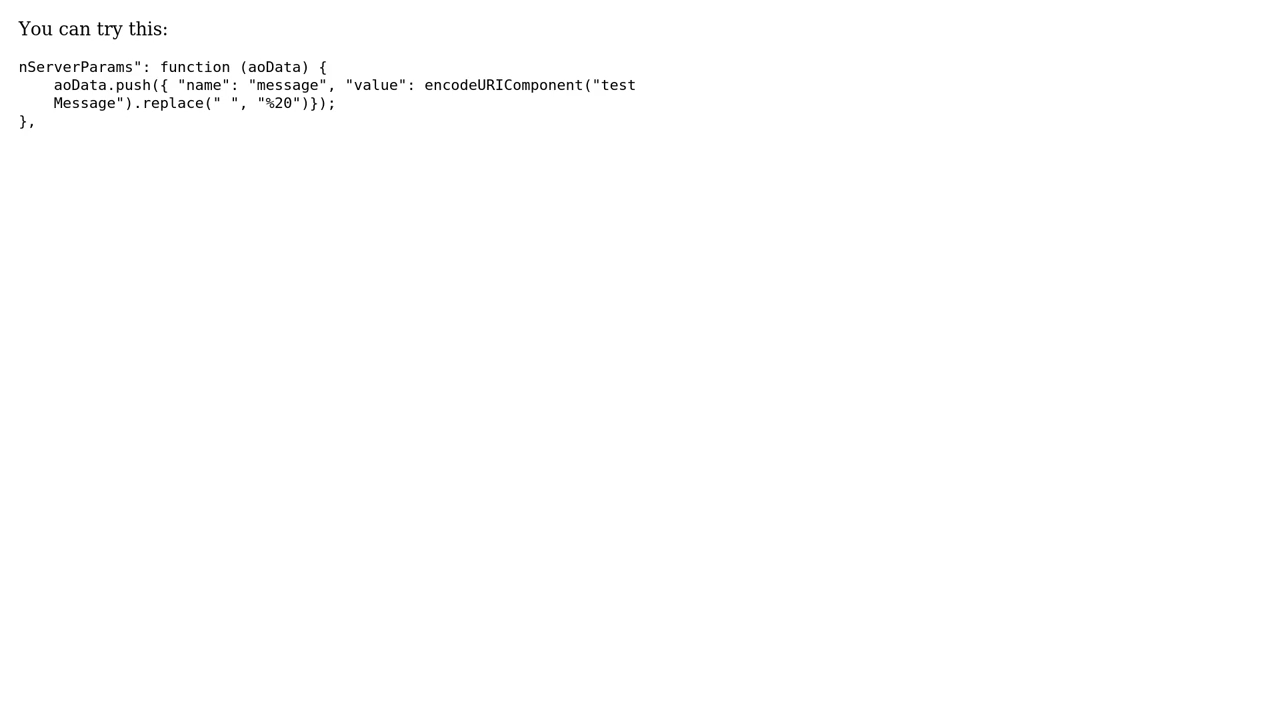 You can try this:
nServerParams": function (aoData) {
    aoData.push({ "name": "message", "value": encodeURIComponent("test
    Message").replace(" ", "%20")});
},